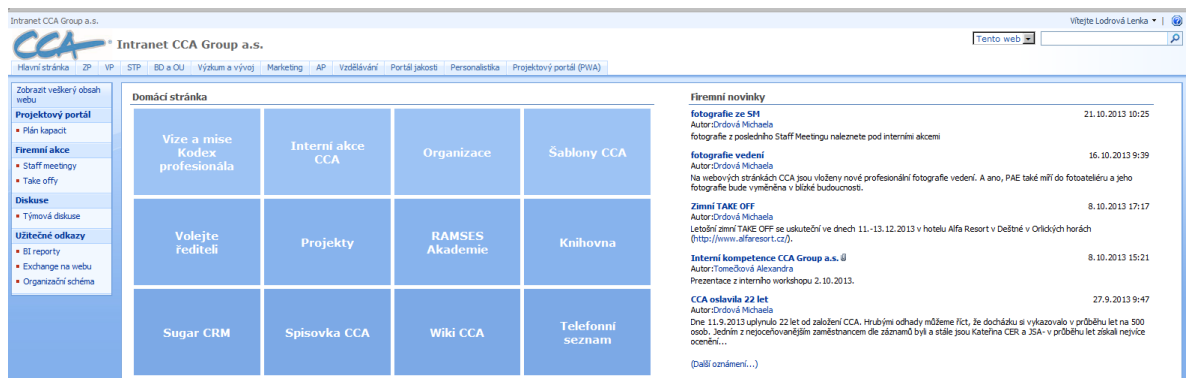 Intranet CCA Group a.s.
Vítejte Lodrová Lenka
CCA
Intranet CCA Group a.s.
Tento web
Hlavní stránka ZP VP STP BD a OU Výzkum a vývoj Marketing AP Vzdělávání Portál jakosti Personalistika Projektový portál (PWA)
Zobrazit veškerý obsah
webu
Projektový portál
Plán kapacit
Firemní akce
Staff meetingy
Take offy
Diskuse
Týmová diskuse
Užitečné odkazy
BI reporty
Exchange na webu
Organizační schéma
Domácí stránka
Vize a mise
Kodex
profesionála
Interní akce
CCA
Organizace
Šablony CCA
Volejte
řediteli
Projekty
RAMSES
Akademie
Knihovna
Sugar CRM
Spisovka CCA
Wiki CCA
Telefonní
seznam
Firemní novinky
fotografie ze SM 21.10.2013 10:25
Autor:Drdová Michaela
fotografie z posledního Staff Meetingu naleznete pod interními akcemi
fotografie vedení 16.10.2013 9:39
Autor:Drdová Michaela
Na webových stránkách CCA jsou vloženy nové profesionální fotografie vedení. A ano, PAE také míří do fotoateliéru a jeho
fotografie bude vyměněna v blízké budoucnosti.
Zimní TAKE OFF 8.10.2013 17:17
Autor:Drdová Michaela
Letošní zimní TAKE OFF se uskuteční ve dnech 11.-13.12.2013 v hotelu Alfa Resort v Deštné v Orlických horách
(http://www.alfaresort.cz/).
Interní kompetence CCA Group a.s. 8.10.2013 15:21
Autor:Tomečková Alexandra
Prezentace z interního workshopu 2.10.2013.
CCA oslavila 22 let 27.9.2013 9:47
Autor:Drdová Michaela
Dne 11.9.2013 uplynulo 22 let od založení CCA. Hrubými odhady můžeme říct, že docházku si vykazovalo v průběhu let na 500
osob. Jedním z nejoceňovanějším zaměstnancem dle záznamů byli a stále jsou Kateřina CER a JSA- v průběhu let získali nejvíce
ocenění...
(Další oznámení...)